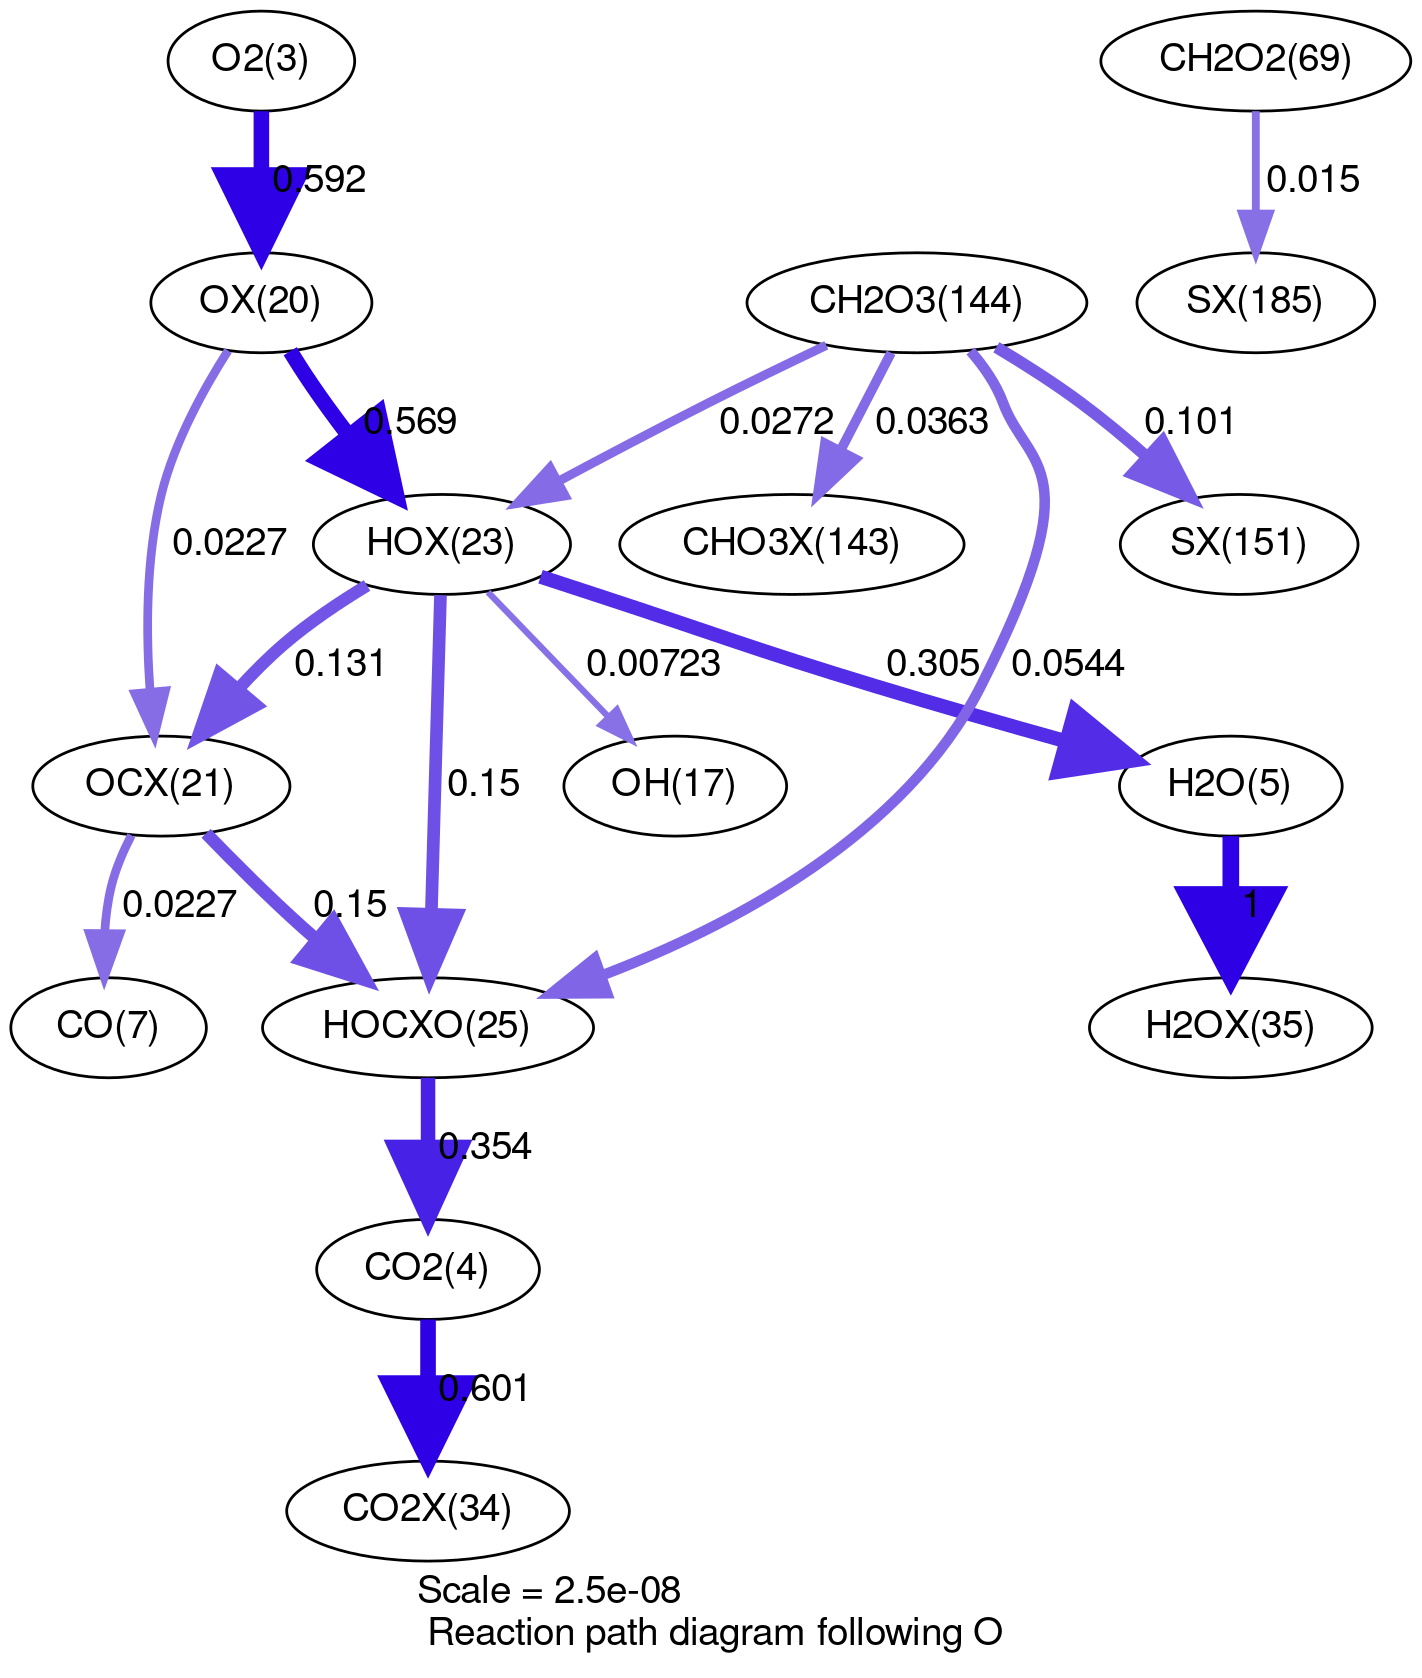 O2(3)
CH2O2(69)
0.592
0.015
OX(20)
CH2O3(144)
SX(185)
0.569
0.0272
0.0363
0.101
0.0227
HOX(23)
CHO3X(143)
SX(151)
0.131
0.00723
0.305
0.0544
OCX(21)
0.15
OH(17)
H2O(5)
0.0227
0.15
1
CO(7)
HOCXO(25)
H2OX(35)
0.354
CO2(4)
0.601
CO2X(34)
Scale = 2.5e-08
Reaction path diagram following O